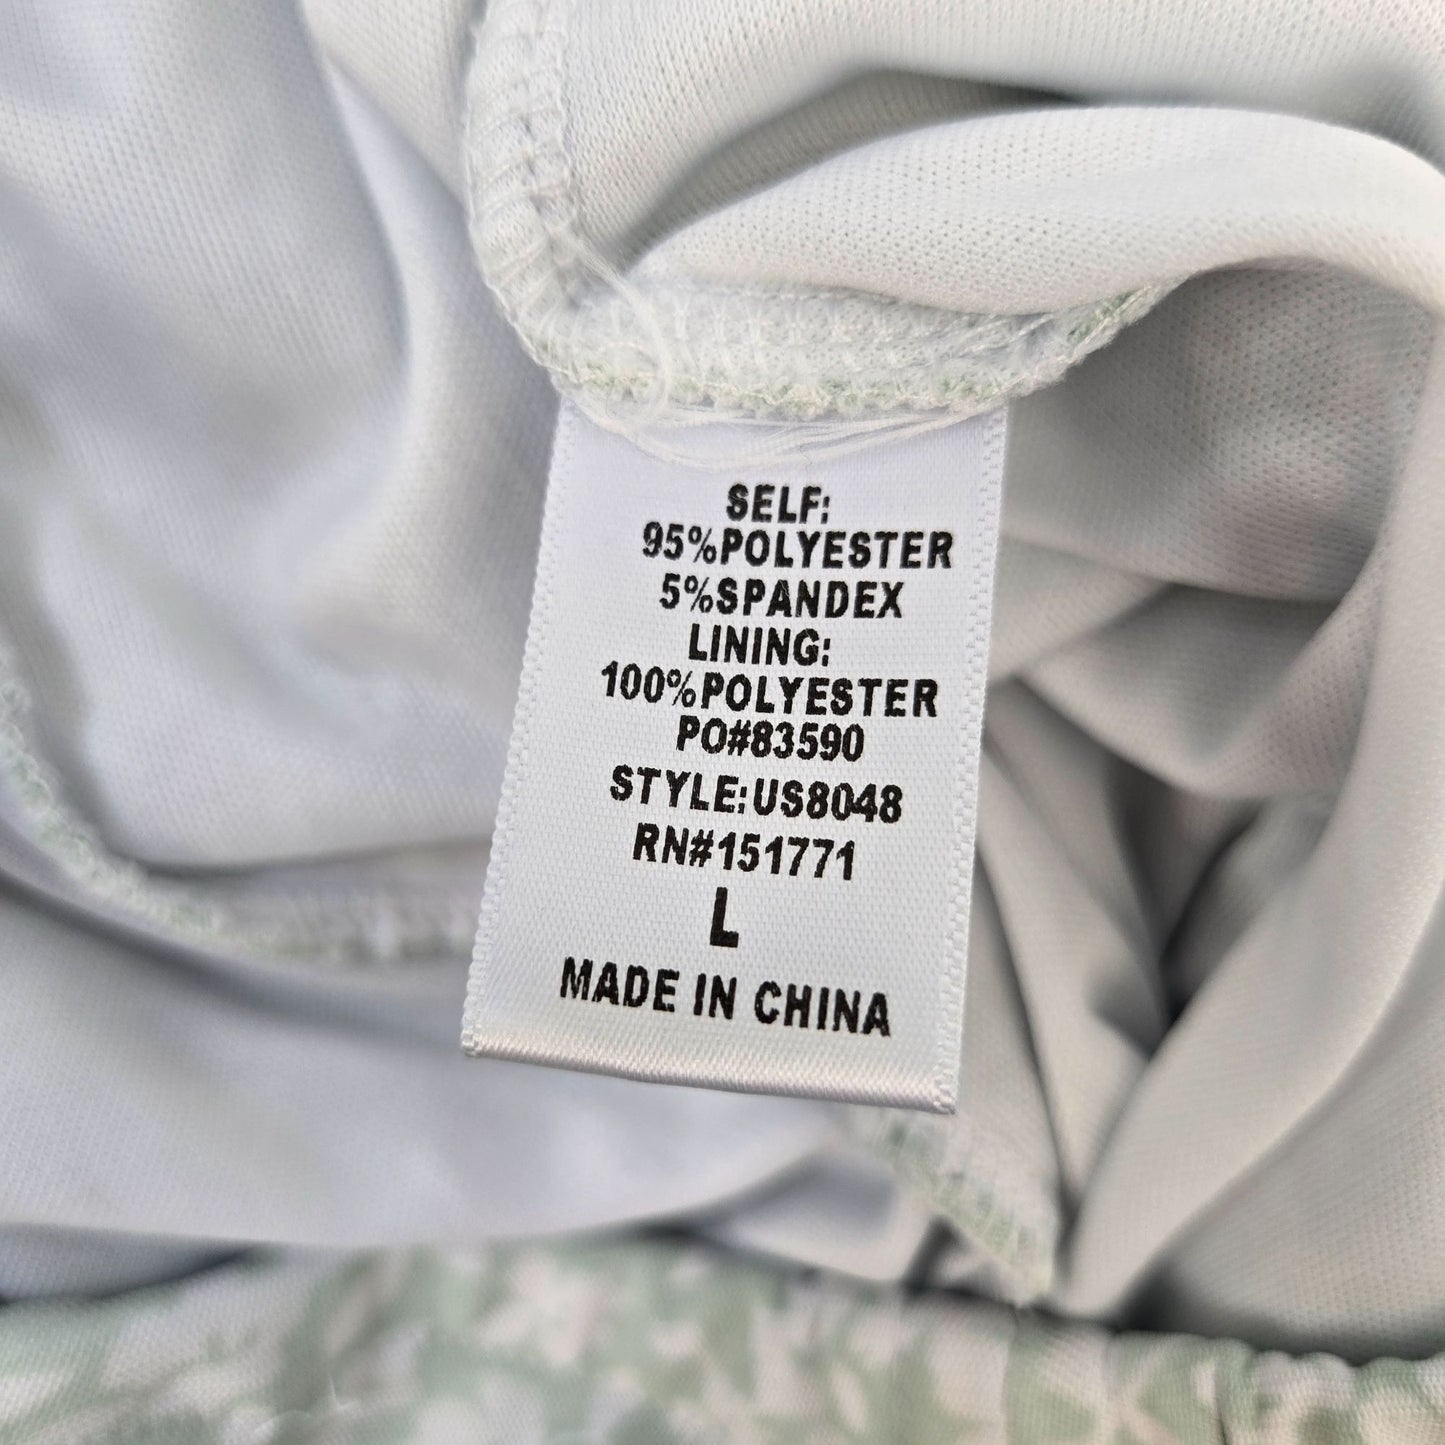 SELF:
95%POLYESTER
5%SPANDEX
LINING:
100%POLYESTER
PO#83590
STYLE:US8048
RN#151771
L
MADE IN CHINA